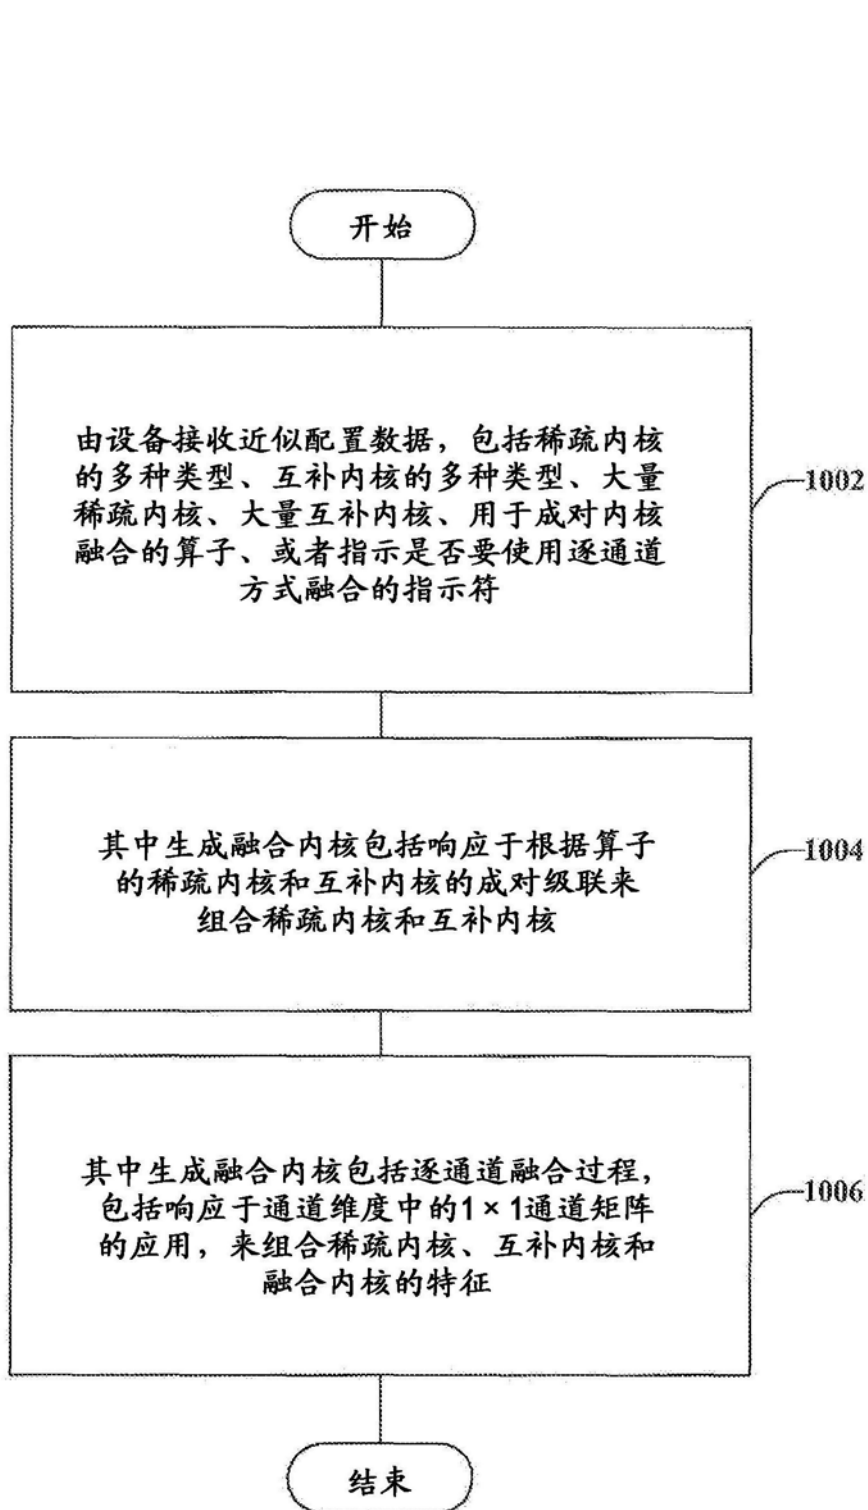 开始
由设备接收近似配置数据，包括稀疏内核
的多种类型、互补内核的多种类型、大量
稀疏内核、大量互补内核、用于成对内核
融合的算子、或者指示是否要使用逐通道
方式融合的指示符
1002
其中生成融合内核包括响应于根据算子
的稀疏内核和互补内核的成对级联来
组合稀疏内核和互补内核
1004
其中生成融合内核包括逐通道融合过程，
包括响应于通道维度中的1×1通道矩阵
的应用，来组合稀疏内核、互补内核和
融合内核的特征
1006
结束